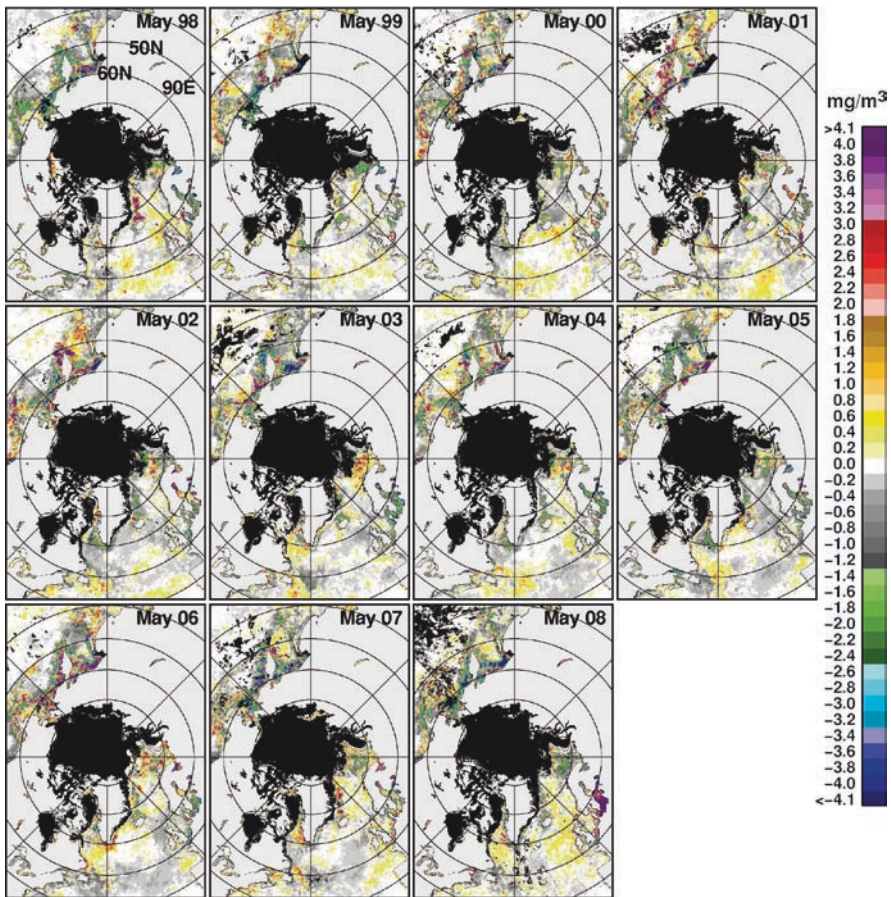 May 98
50N
60N
90E
May 99
May 00
May 01
May 02
May 03
May 04
May 05
May 06
May 07
May 08
mg/m³
>4.1
4.0
3.8
3.6
3.4
3.2
3.0
2.8
2.6
2.4
2.2
2.0
1.8
1.6
1.4
1.2
1.0
0.8
0.6
0.4
0.2
0.0
−0.2
−0.4
−0.6
−0.8
−1.0
−1.2
−1.4
−1.6
−1.8
−2.0
−2.2
−2.4
−2.6
−2.8
−3.0
−3.2
−3.4
−3.6
−3.8
−4.0
<−4.1